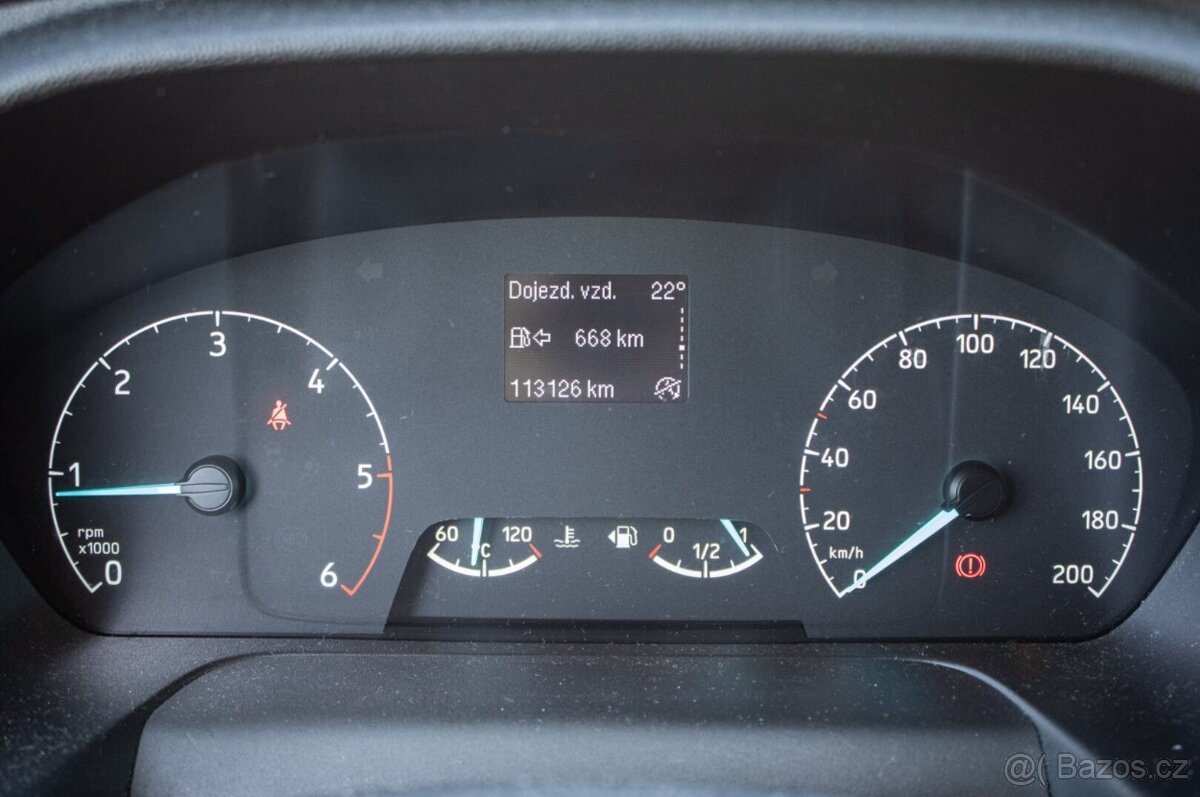 Dojezd. vzd. 22°
668 km
113126 km
0 1 2 3 4 5 6
rpm
x1000
60 °C 120
0 1/2 1
0 20 40 60 80 100 120 140 160 180 200
km/h
@( Bazos.cz